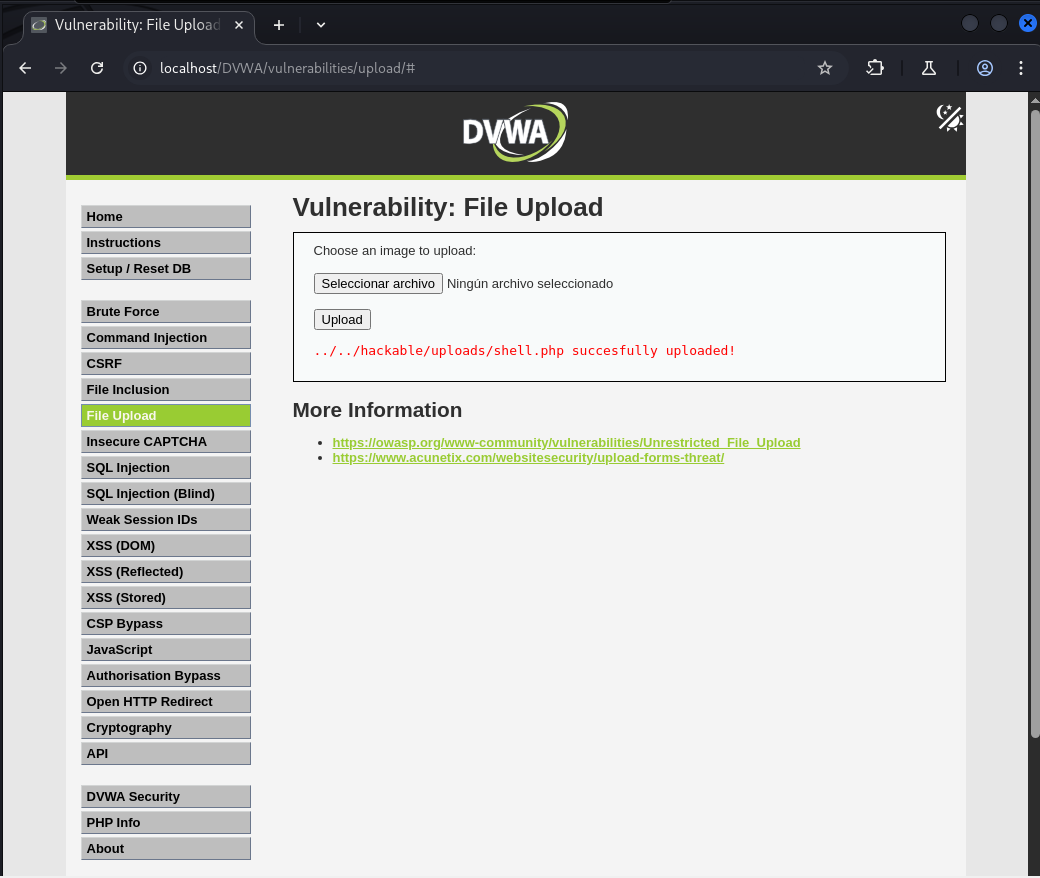 Vulnerability: File Upload
localhost/DVWA/vulnerabilities/upload/#
DVWA
Home
Instructions
Setup / Reset DB
Brute Force
Command Injection
CSRF
File Inclusion
File Upload
Insecure CAPTCHA
SQL Injection
SQL Injection (Blind)
Weak Session IDs
XSS (DOM)
XSS (Reflected)
XSS (Stored)
CSP Bypass
JavaScript
Authorisation Bypass
Open HTTP Redirect
Cryptography
API
DVWA Security
PHP Info
About
Vulnerability: File Upload
Choose an image to upload:
Seleccionar archivo Ningún archivo seleccionado
Upload
../../hackable/uploads/shell.php succesfully uploaded!
More Information
https://owasp.org/www-community/vulnerabilities/Unrestricted_File_Upload
https://www.acunetix.com/websitesecurity/upload-forms-threat/